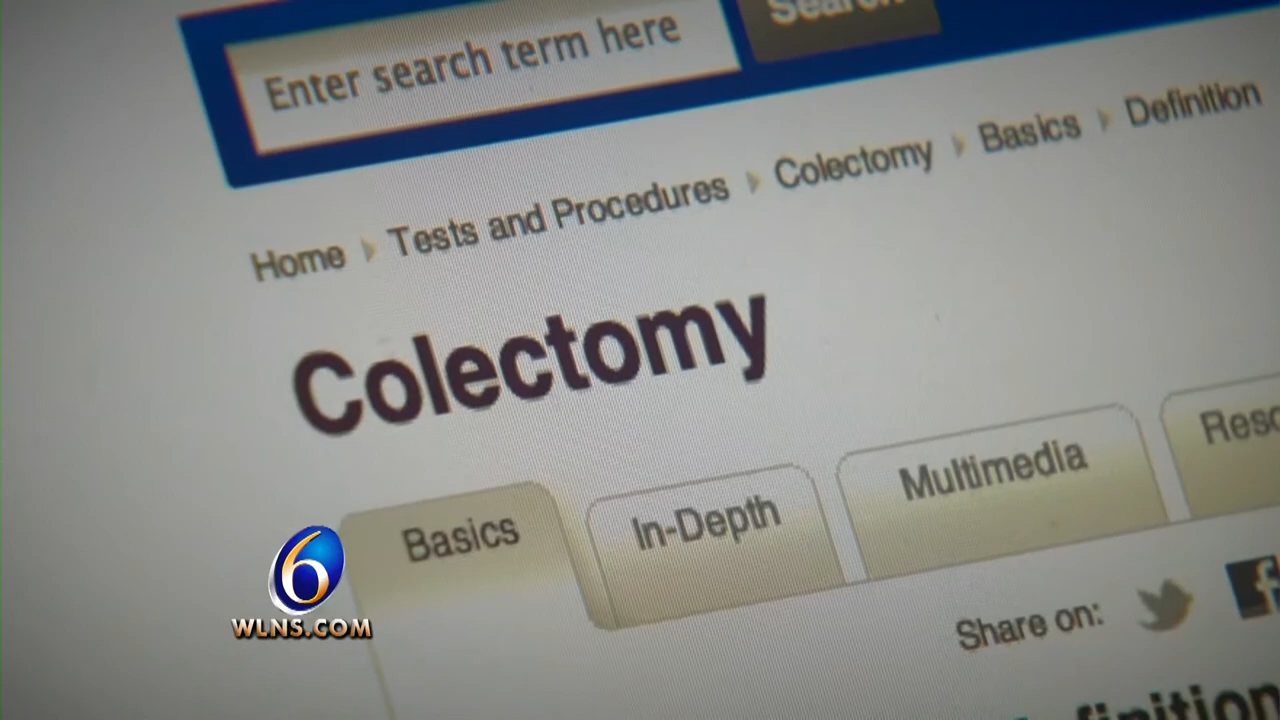 Enter search term here
Search
Home Tests and Procedures Colectomy Basics Definition
Colectomy
Basics In-Depth Multimedia
Share on:
6
WLNS.COM